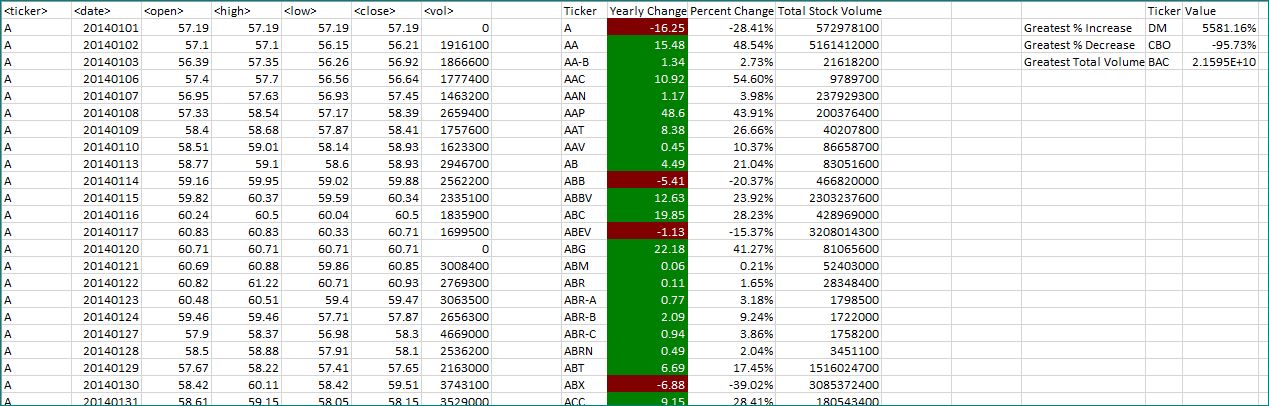 <ticker> <date> <open> <high> <low> <close> <vol> Ticker Yearly Change Percent Change Total Stock Volume Ticker Value
A 20140101 57.19 57.19 57.19 57.19 0 A -16.25 -28.41% 572978100 Greatest % Increase DM 5581.16%
A 20140102 57.1 57.1 56.15 56.21 1916100 AA 15.48 48.54% 5161412000 Greatest % Decrease CBO -95.73%
A 20140103 56.39 57.35 56.26 56.92 1866600 AA-B 1.34 2.73% 21618200 Greatest Total Volume BAC 2.1595E+10
A 20140106 57.4 57.7 56.56 56.64 1777400 AAC 10.92 54.60% 9789700
A 20140107 56.95 57.63 56.93 57.45 1463200 AAN 1.17 3.98% 237929300
A 20140108 57.33 58.54 57.17 58.39 2659400 AAP 48.6 43.91% 200376400
A 20140109 58.4 58.68 57.87 58.41 1757600 AAT 8.38 26.66% 40207800
A 20140110 58.51 59.01 58.14 58.93 1623300 AAV 0.45 10.37% 86658700
A 20140113 58.77 59.1 58.6 58.93 2946700 AB 4.49 21.04% 83051600
A 20140114 59.16 59.95 59.02 59.88 2562200 ABB -5.41 -20.37% 466820000
A 20140115 59.82 60.37 59.59 60.34 2335100 ABBV 12.63 23.92% 2303237600
A 20140116 60.24 60.5 60.04 60.5 1835900 ABC 19.85 28.23% 428969000
A 20140117 60.83 60.83 60.33 60.71 1699500 ABEV -1.13 -15.37% 3208014300
A 20140120 60.71 60.71 60.71 60.71 0 ABG 22.18 41.27% 81065600
A 20140121 60.69 60.88 59.86 60.85 3008400 ABM 0.06 0.21% 52403000
A 20140122 60.82 61.22 60.71 60.93 2769300 ABR 0.11 1.65% 28348400
A 20140123 60.48 60.51 59.4 59.47 3063500 ABR-A 0.77 3.18% 1798500
A 20140124 59.46 59.46 57.71 57.87 2656300 ABR-B 2.09 9.24% 1722000
A 20140127 57.9 58.37 56.98 58.3 4669000 ABR-C 0.94 3.86% 1758200
A 20140128 58.5 58.88 57.91 58.1 2536200 ABRN 0.49 2.04% 3451100
A 20140129 57.67 58.22 57.41 57.65 2163000 ABT 6.69 17.45% 1516024700
A 20140130 58.42 60.11 58.42 59.51 3743100 ABX -6.88 -39.02% 3085372400
A 20140131 58.61 59.15 58.05 58.15 3529000 ACC 9.15 28.41% 180543400